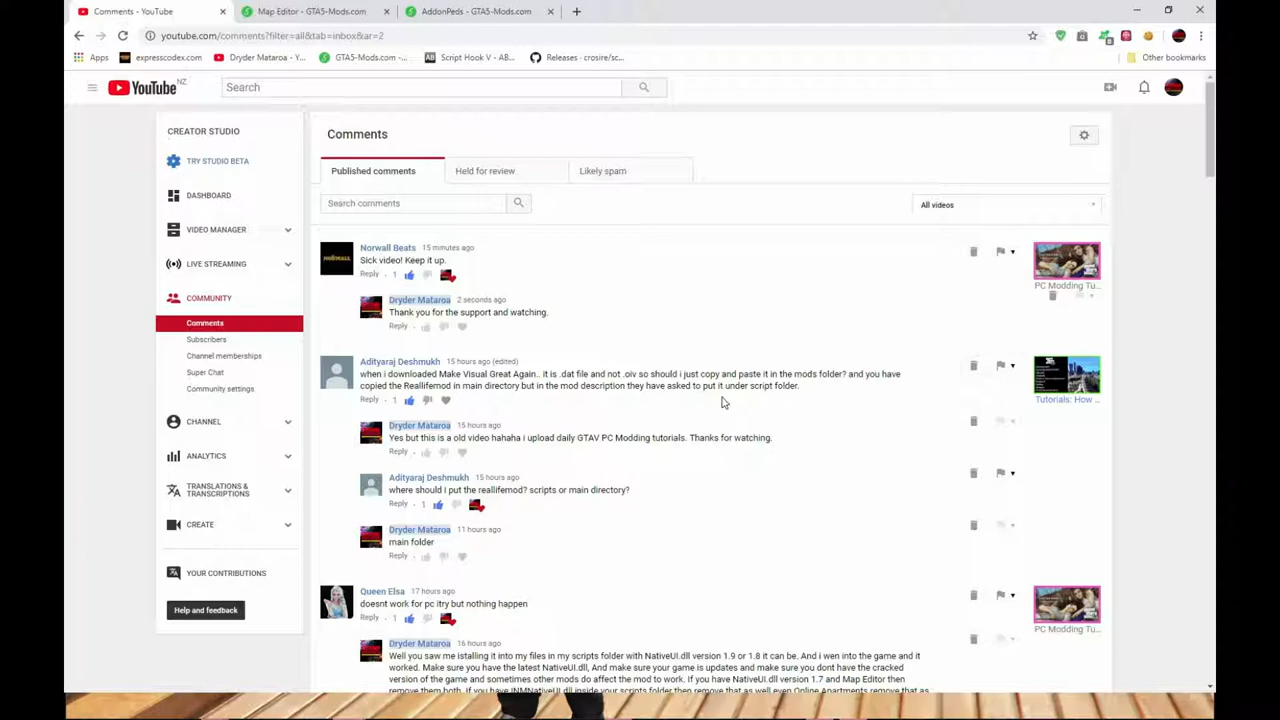 Comments - YouTube
Map Editor - GTA5-Mods.com
AddonPeds - GTA5-Mods.com
youtube.com/comments?filter=all&tab=inbox&ar=2
Apps
expresscodex.com
Dryder Mataroa - Y...
GTA5-Mods.com -...
Script Hook V - AB...
Releases · crosire/sc...
Other bookmarks
YouTube NZ
Search
CREATOR STUDIO
TRY STUDIO BETA
DASHBOARD
VIDEO MANAGER
LIVE STREAMING
COMMUNITY
Comments
Subscribers
Channel memberships
Super Chat
Community settings
CHANNEL
ANALYTICS
TRANSLATIONS &
TRANSCRIPTIONS
CREATE
YOUR CONTRIBUTIONS
Help and feedback
Comments
Published comments
Held for review
Likely spam
Search comments
All videos
Norwall Beats 15 minutes ago
Sick video! Keep it up.
Reply · 1
PC Modding Tu...
Dryder Mataroa 2 seconds ago
Thank you for the support and watching.
Reply ·
Adityaraj Deshmukh 15 hours ago (edited)
when i downloaded Make Visual Great Again.. it is .dat file and not .oiv so should i just copy and paste it in the mods folder? and you have
copied the Reallifemod in main directory but in the mod description they have asked to put it under script folder.
Reply · 1
Tutorials: How ...
Dryder Mataroa 15 hours ago
Yes but this is a old video hahaha i upload daily GTAV PC Modding tutorials. Thanks for watching.
Reply ·
Adityaraj Deshmukh 15 hours ago
where should i put the reallifemod? scripts or main directory?
Reply · 1
Dryder Mataroa 11 hours ago
main folder
Reply ·
Queen Elsa 17 hours ago
doesnt work for pc itry but nothing happen
Reply · 1
PC Modding Tu...
Dryder Mataroa 16 hours ago
Well you saw me istalling it into my files in my scripts folder with NativeUI.dll version 1.9 or 1.8 it can be. And i wen into the game and it
worked. Make sure you have the latest NativeUI.dll, And make sure your game is updates and make sure you dont have the cracked
version of the game and sometimes other mods do affect the mod to work. If you have NativeUI.dll version 1.7 and Map Editor then
remove them both. If you have INMNativeUI.dll inside your scripts folder then remove that as well even Online Apartments remove that as